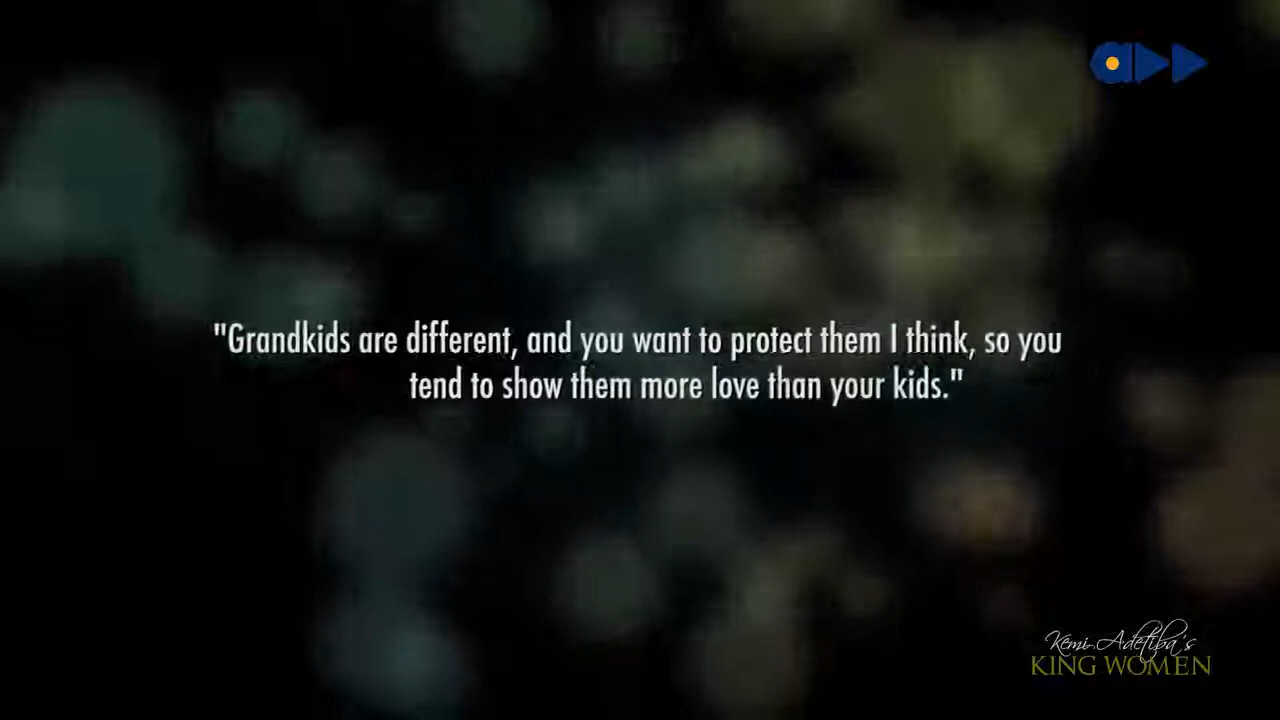 "Grandkids are different, and you want to protect them I think, so you
tend to show them more love than your kids."
Kemi Adetiba's
KING WOMEN